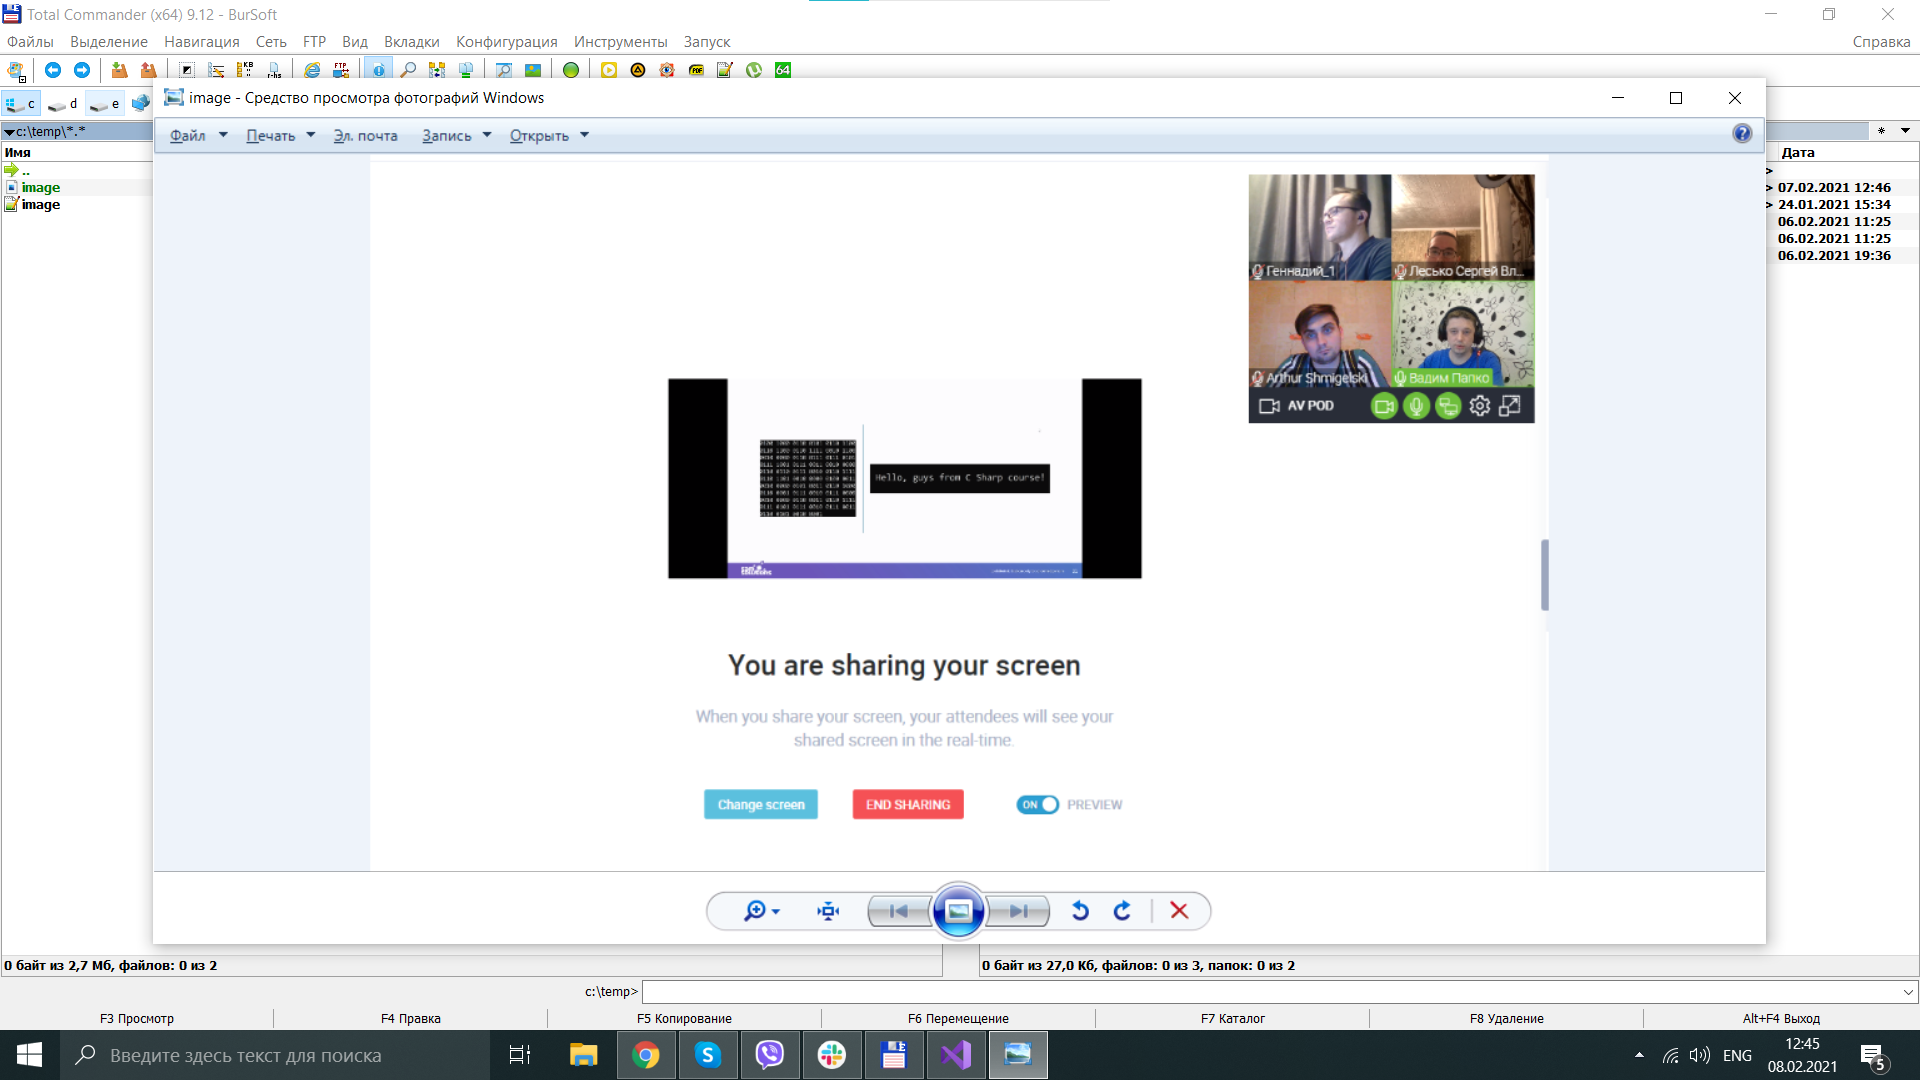 Total Commander (x64) 9.12 - BurSoft
Файлы Выделение Навигация Сеть FTP Вид Вкладки Конфигурация Инструменты Запуск Справка
c d e
image - Средство просмотра фотографий Windows
c:\temp\*.*
Файл Печать Эл. почта Запись Открыть
Имя
Дата
..
image
07.02.2021 12:46
image
24.01.2021 15:34
06.02.2021 11:25
06.02.2021 11:25
06.02.2021 19:36
Геннадий_1
Лесько Сергей Вл...
Arthur Shmigelski
Вадим Папко
AV POD
Hello, guys from C Sharp course!
You are sharing your screen
When you share your screen, your attendees will see your
shared screen in the real-time.
Change screen
END SHARING
ON PREVIEW
0 байт из 2,7 Мб, файлов: 0 из 2
0 байт из 27,0 Кб, файлов: 0 из 3, папок: 0 из 2
c:\temp>
F3 Просмотр
F4 Правка
F5 Копирование
F6 Перемещение
F7 Каталог
F8 Удаление
Alt+F4 Выход
Введите здесь текст для поиска
ENG
12:45
08.02.2021
5